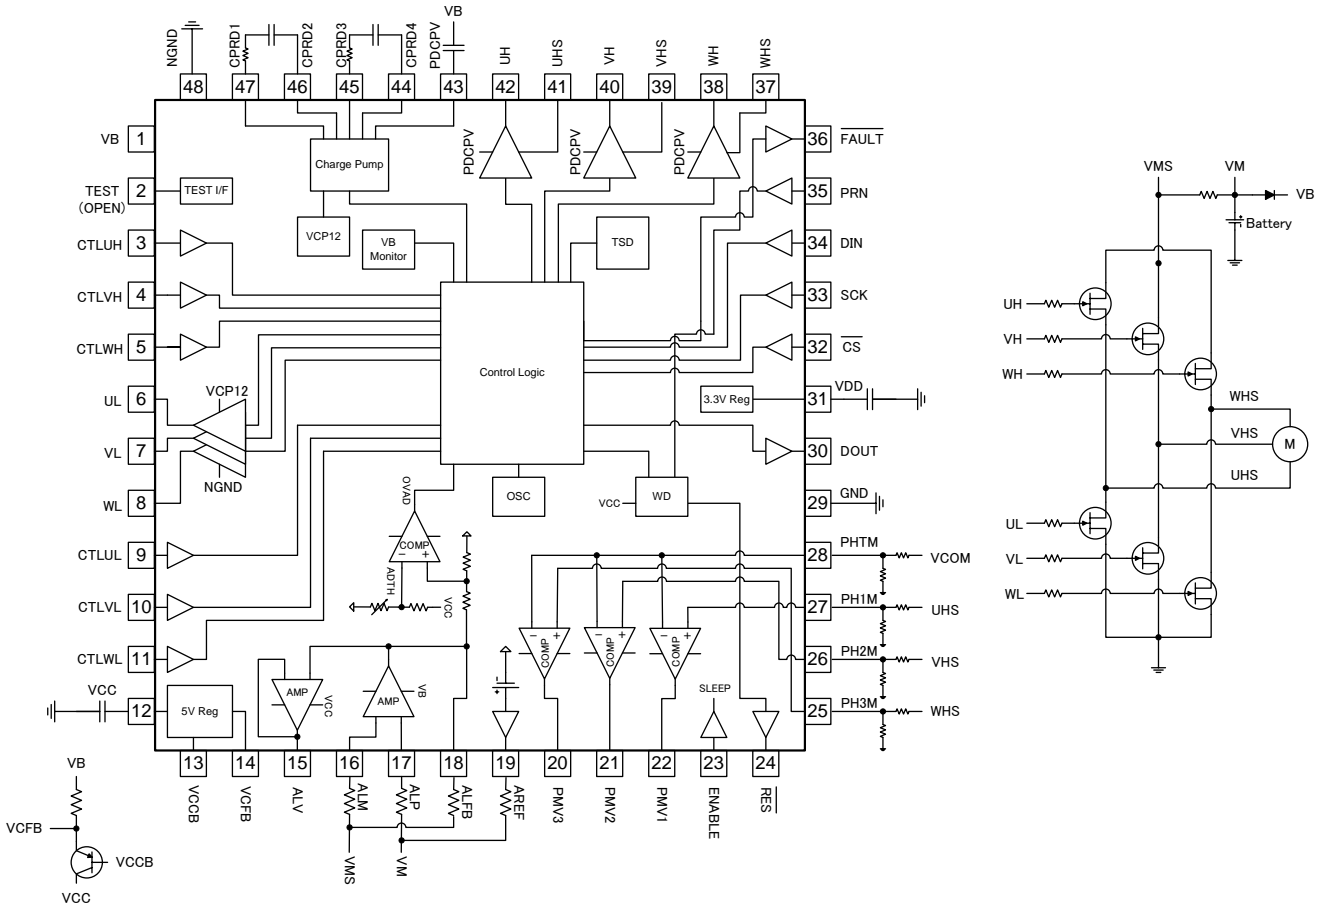 NGND
CPRD1
CPRD2
CPRD3
CPRD4
PDCPV
VB
UH
UHS
VH
VHS
WH
WHS
48
47
46
45
44
43
42
41
40
39
38
37
VB
1
TEST
(OPEN)
2
TEST I/F
CTLUH
3
CTLVH
4
CTLWH
5
UL
6
VL
7
WL
8
CTLUL
9
CTLVL
10
CTLWL
11
VCC
12
5V Reg
Charge Pump
VCP12
VB
Monitor
PDCPV
PDCPV
PDCPV
TSD
Control Logic
VCP12
NGND
OSC
VCC
WD
3.3V Reg
OVAD
COMP
− +
ADTH
VCC
AMP
VCC
AMP
VB
- +
− +
COMP
− +
COMP
− +
COMP
SLEEP
36
FAULT
35
PRN
34
DIN
33
SCK
32
CS
31
VDD
30
DOUT
29
GND
28
PHTM
VCOM
27
PH1M
UHS
26
PH2M
VHS
25
PH3M
WHS
13
14
15
16
17
18
19
20
21
22
23
24
VCCB
VCFB
ALV
ALM
ALP
ALFB
AREF
PMV3
PMV2
PMV1
ENABLE
RES
VMS
VM
VB
VCFB
VCCB
VCC
VMS
VM
VB
+
-
Battery
UH
VH
WH
WHS
VHS
M
UHS
UL
VL
WL